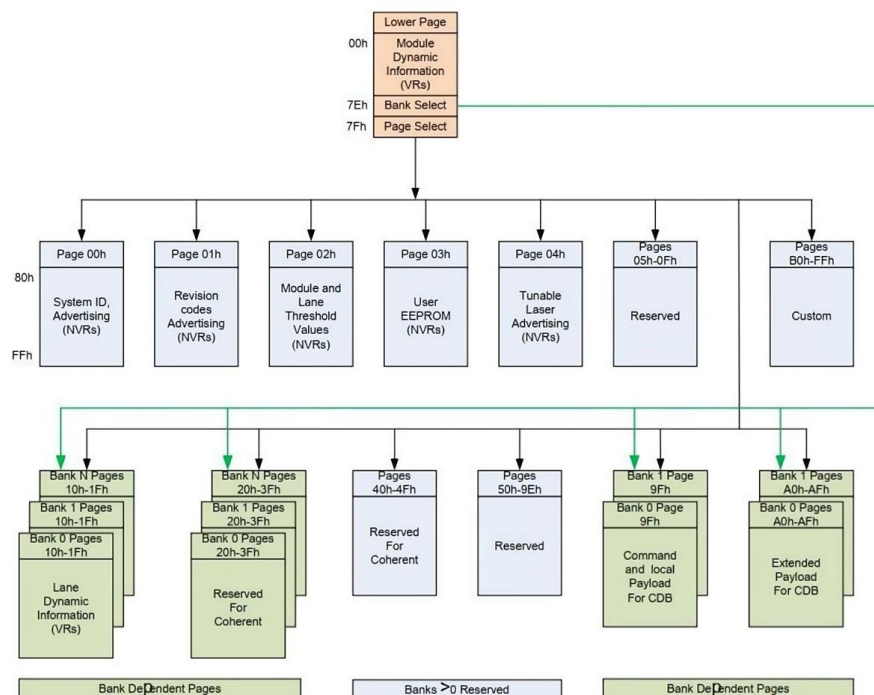 Lower Page
00h
Module
Dynamic
Information
(VRs)
7Eh
Bank Select
7Fh
Page Select
Page 00h
Page 01h
Page 02h
Page 03h
Page 04h
Pages
05h-0Fh
Pages
B0h-FFh
80h
System ID,
Advertising
(NVRs)
Revision
codes
Advertising
(NVRs)
Module and
Lane
Threshold
Values
(NVRs)
User
EEPROM
(NVRs)
Tunable
Laser
Advertising
(NVRs)
Reserved
Custom
FFh
Bank N Pages
10h-1Fh
Bank 1 Pages
10h-1Fh
Bank 0 Pages
10h-1Fh
Lane
Dynamic
Information
(VRs)
Bank N Pages
20h-3Fh
Bank 1 Pages
20h-3Fh
Bank 0 Pages
20h-3Fh
Reserved
For
Coherent
Pages
40h-4Fh
Reserved
For
Coherent
Pages
50h-9Eh
Reserved
Bank 1 Page
9Fh
Bank 0 Page
9Fh
Command
and local
Payload
For CDB
Bank 1 Pages
A0h-AFh
Bank 0 Pages
A0h-AFh
Extended
Payload
For CDB
Bank Dependent Pages
Banks >0 Reserved
Bank Dependent Pages